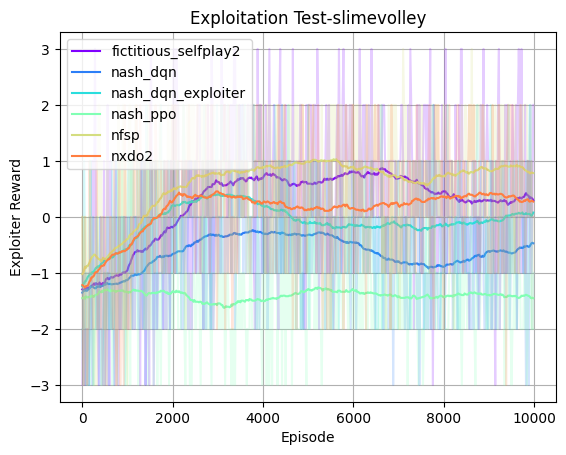 Exploitation Test-slimevolley
fictitious_selfplay2
nash_dqn
nash_dqn_exploiter
nash_ppo
nfsp
nxdo2
Exploiter Reward
3
2
1
0
−1
−2
−3
0
2000
4000
6000
8000
10000
Episode